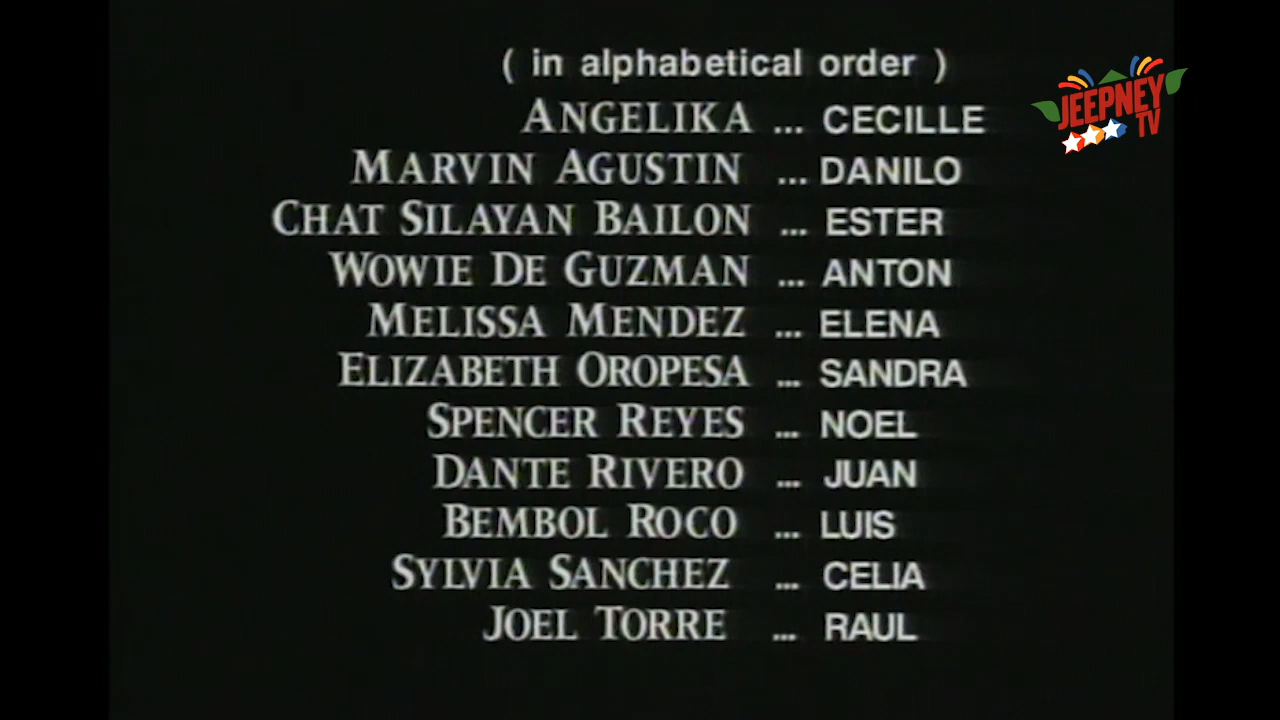 ( in alphabetical order )
ANGELIKA ... CECILLE
MARVIN AGUSTIN ... DANILO
CHAT SILAYAN BAILON ... ESTER
WOWIE DE GUZMAN ... ANTON
MELISSA MENDEZ ... ELENA
ELIZABETH OROPESA ... SANDRA
SPENCER REYES ... NOEL
DANTE RIVERO ... JUAN
BEMBOL ROCO ... LUIS
SYLVIA SANCHEZ ... CELIA
JOEL TORRE ... RAUL
JEEPNEY
TV